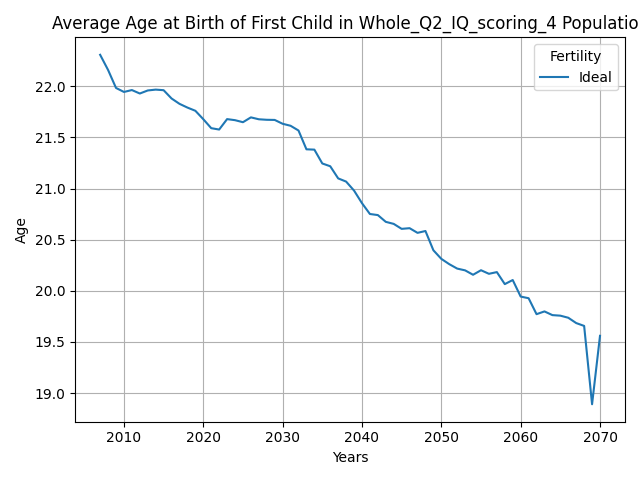 Average Age at Birth of First Child in Whole_Q2_IQ_scoring_4 Populatio
Fertility
Ideal
22.0
21.5
21.0
20.5
20.0
19.5
19.0
Age
2010 2020 2030 2040 2050 2060 2070
Years